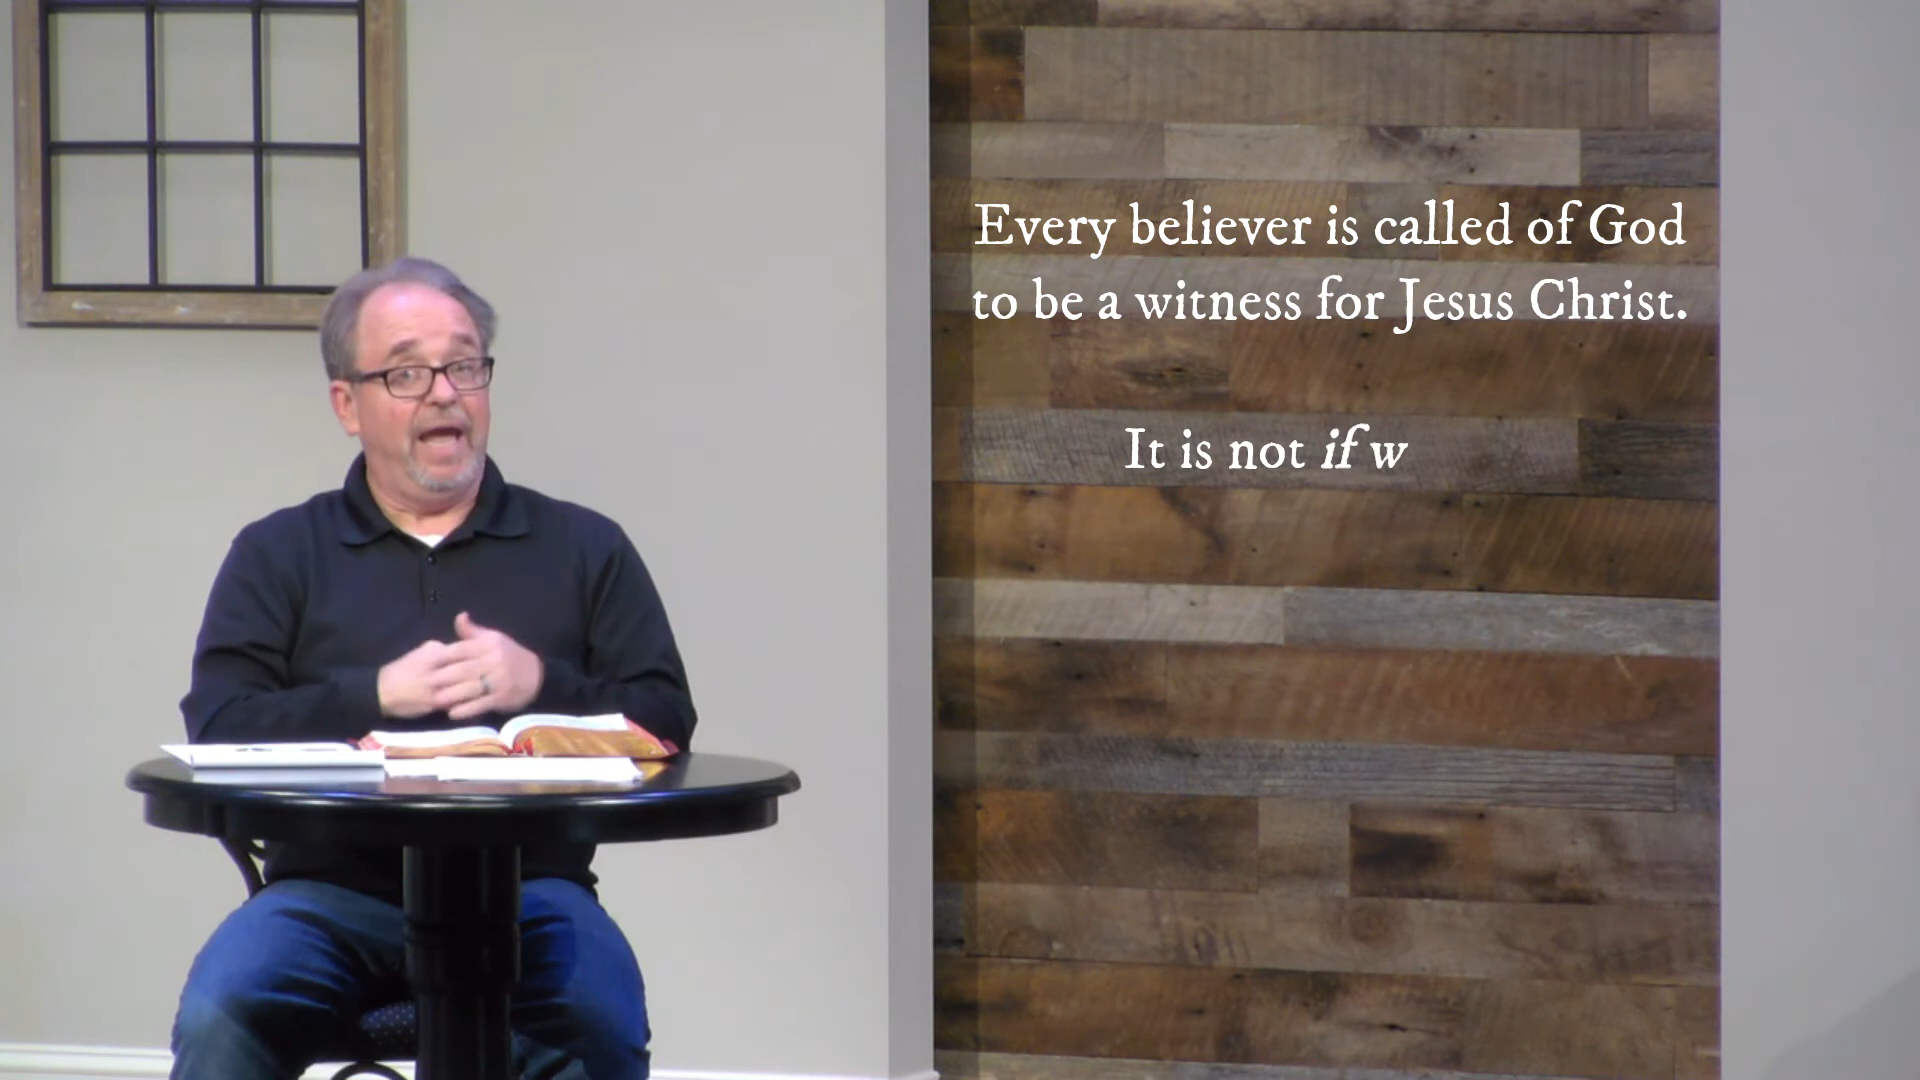 Every believer is called of God
to be a witness for Jesus Christ.
It is not if w